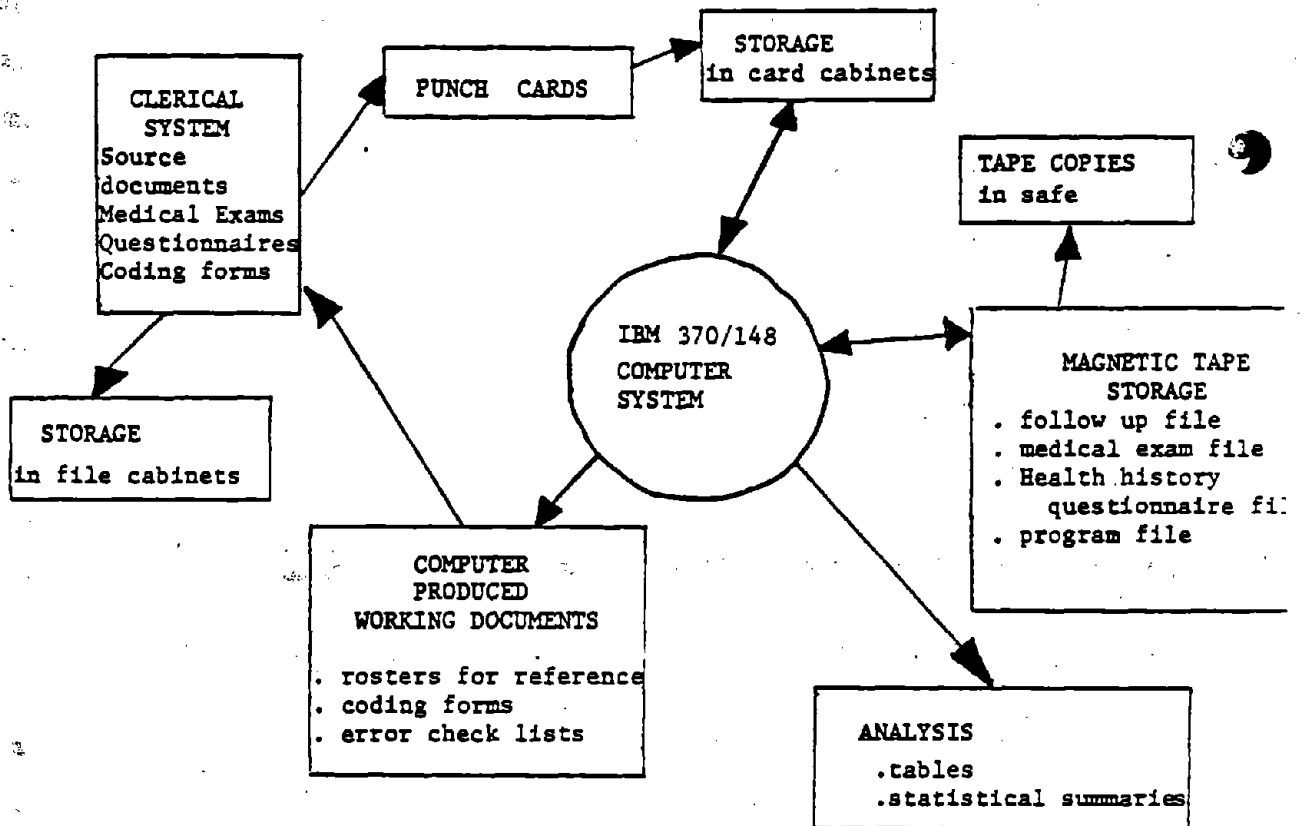 CLERICAL
SYSTEM
Source
documents
Medical Exams
Questionnaires
Coding forms
PUNCH CARDS
STORAGE
in card cabinets
TAPE COPIES
in safe
IBM 370/148
COMPUTER
SYSTEM
MAGNETIC TAPE
STORAGE
. follow up file
. medical exam file
. Health history
questionnaire
. program file
STORAGE
in file cabinets
COMPUTER
PRODUCED
WORKING DOCUMENTS
. rosters for reference
. coding forms
. error check lists
ANALYSIS
.tables
.statistical summaries